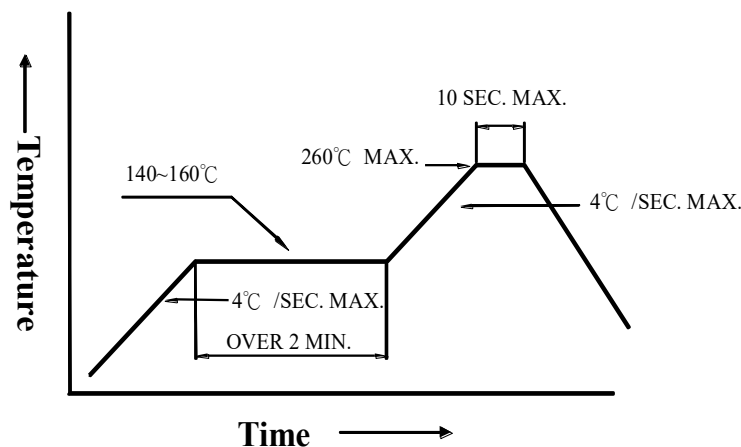 10 SEC. MAX.
260℃ MAX.
140~160℃
4℃ /SEC. MAX.
4℃ /SEC. MAX.
OVER 2 MIN.
Temperature
Time